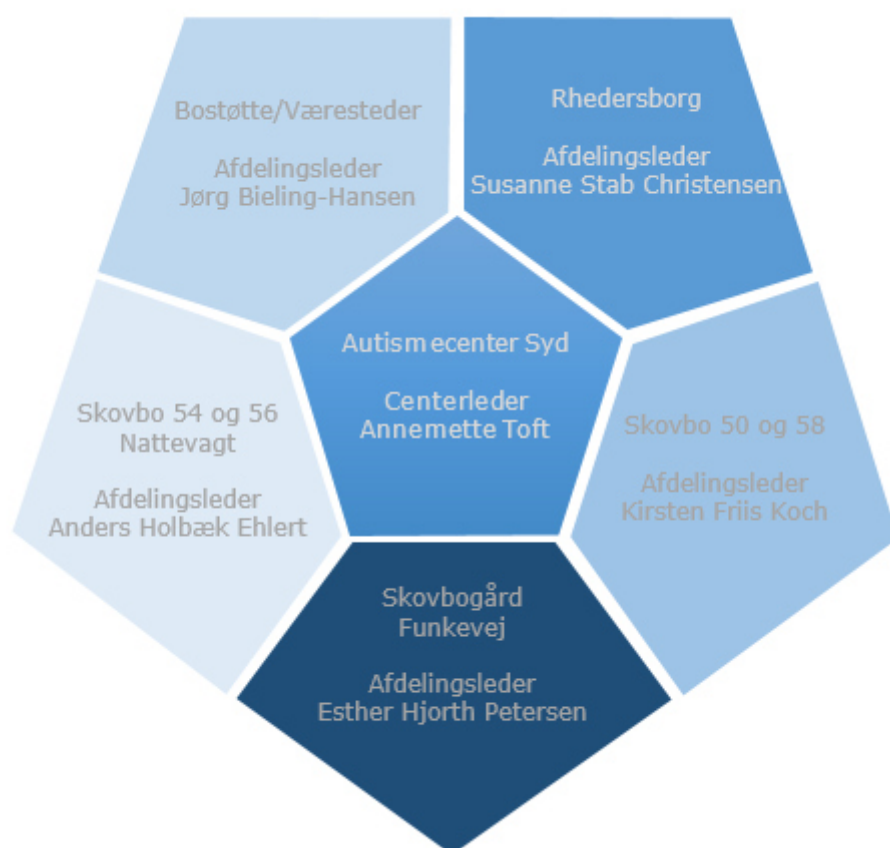 Bostøtte/Væresteder
Afdelingsleder
Jørg Bieling-Hansen
Rhedersborg
Afdelingsleder
Susanne Stab Christensen
Autismecenter Syd
Centerleder
Annemette Toft
Skovbo 54 og 56
Nattevagt
Afdelingsleder
Anders Holbæk Ehlert
Skovbo 50 og 58
Afdelingsleder
Kirsten Friis Koch
Skovbogård
Funkevej
Afdelingsleder
Esther Hjorth Petersen